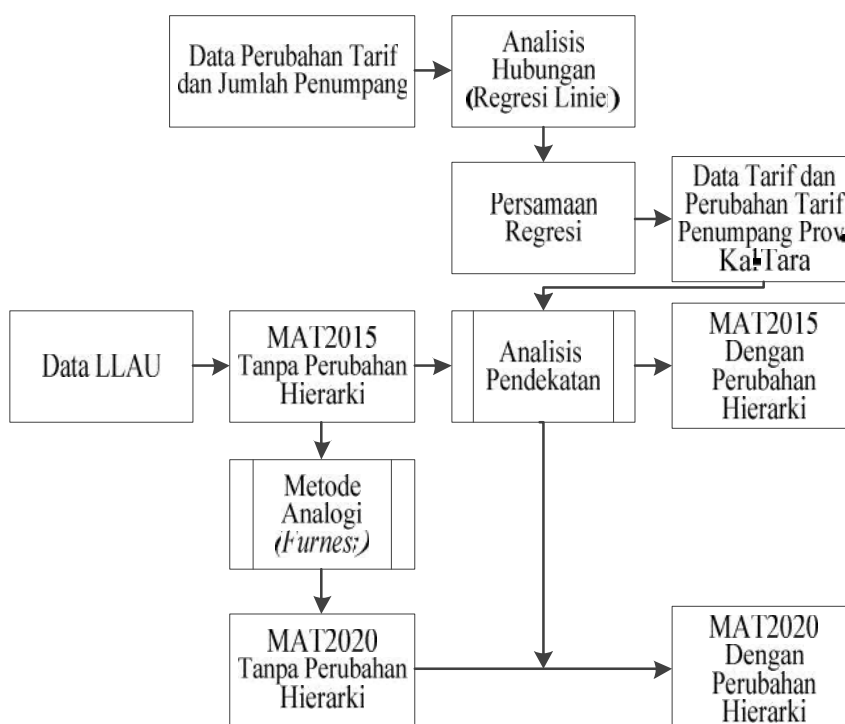 Data Perubahan Tarif
dan Jumlah Penumpang
Analisis
Hubungan
(Regresi Linier)
Persamaan
Regresi
Data Tarif dan
Perubahan Tarif
Penumpang Prov.
KalTara
Data LLAU
MAT2015
Tanpa Perubahan
Hierarki
Analisis
Pendekatan
MAT2015
Dengan
Perubahan
Hierarki
Metode
Analogi
(Furness)
MAT2020
Tanpa Perubahan
Hierarki
MAT2020
Dengan
Perubahan
Hierarki